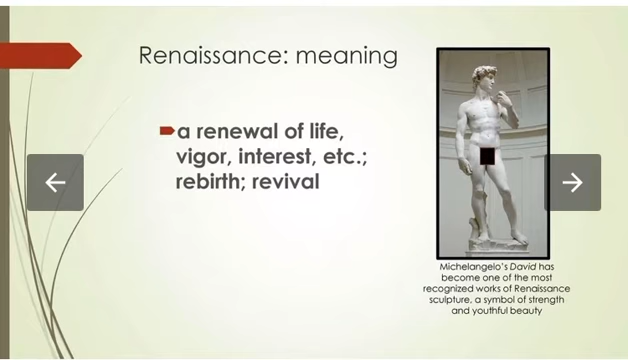 Renaissance: meaning
a renewal of life,
vigor, interest, etc.;
rebirth; revival
Michelangelo's David has
become one of the most
recognized works of Renaissance
sculpture, a symbol of strength
and youthful beauty